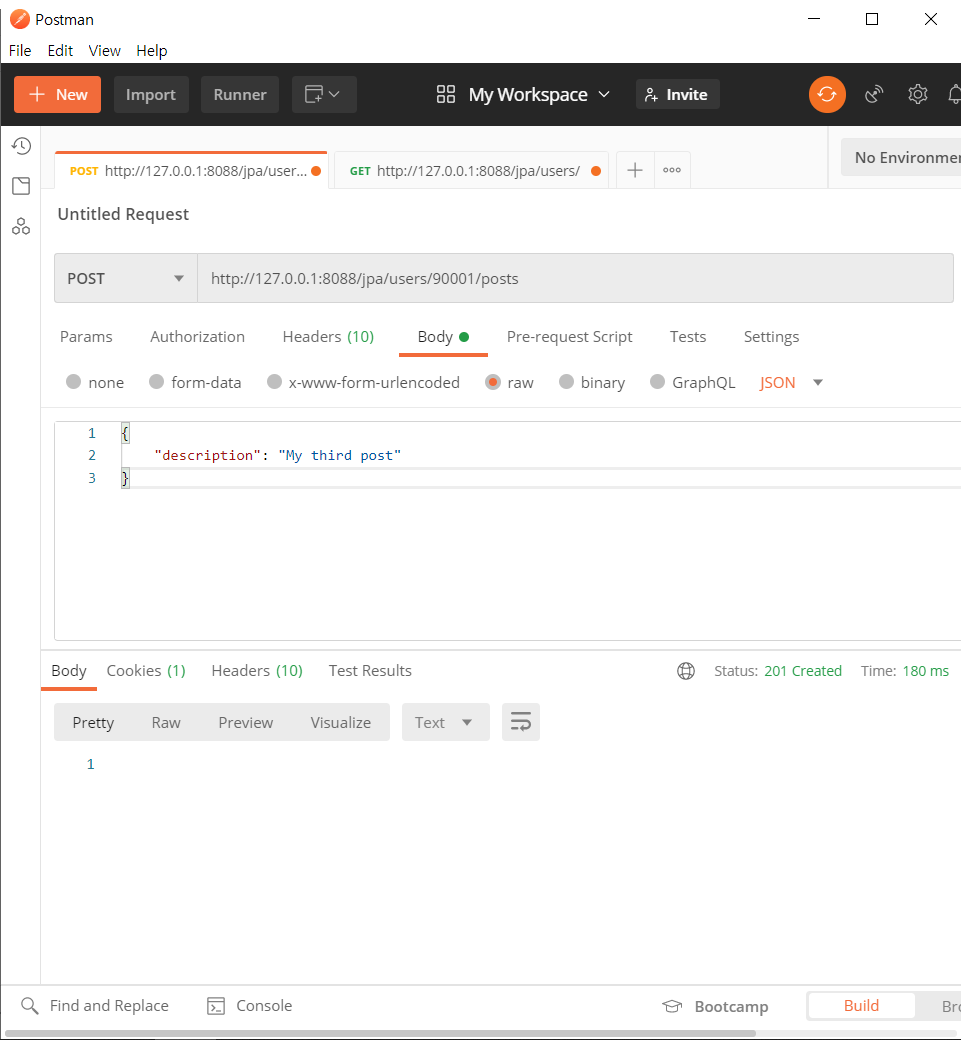 Postman
File Edit View Help
New Import Runner My Workspace Invite
POST http://127.0.0.1:8088/jpa/user... GET http://127.0.0.1:8088/jpa/users/ No Environme
Untitled Request
POST http://127.0.0.1:8088/jpa/users/90001/posts
Params Authorization Headers (10) Body Pre-request Script Tests Settings
none form-data x-www-form-urlencoded raw binary GraphQL JSON
1 {
2 "description": "My third post"
3 }
Body Cookies (1) Headers (10) Test Results Status: 201 Created Time: 180 ms
Pretty Raw Preview Visualize Text
1
Find and Replace Console Bootcamp Build Bro